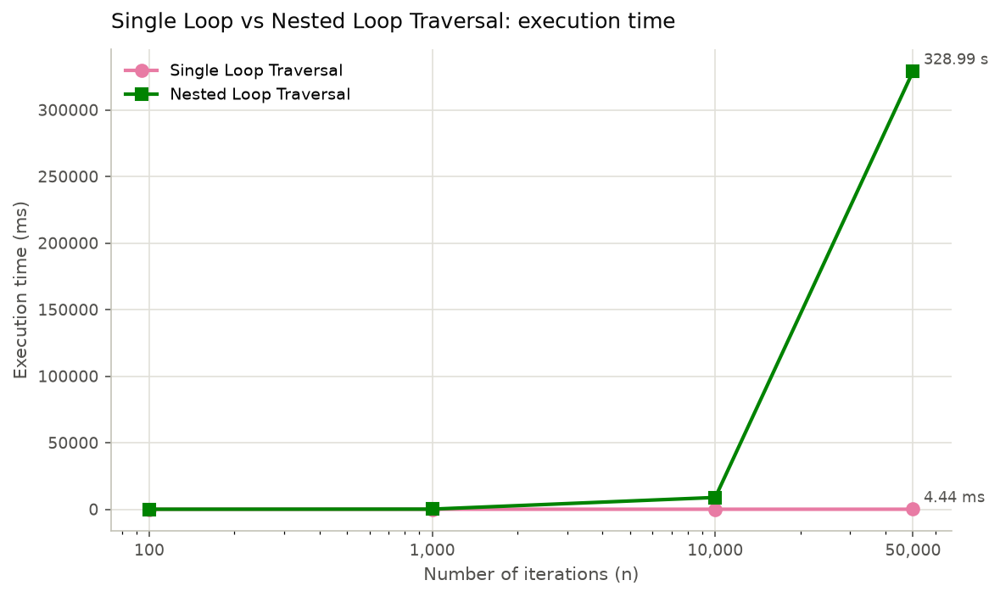 Single Loop vs Nested Loop Traversal: execution time
328.99 s
Single Loop Traversal
Nested Loop Traversal
300000
250000
200000
150000
100000
50000
0
Execution time (ms)
4.44 ms
100
1,000
10,000
50,000
Number of iterations (n)